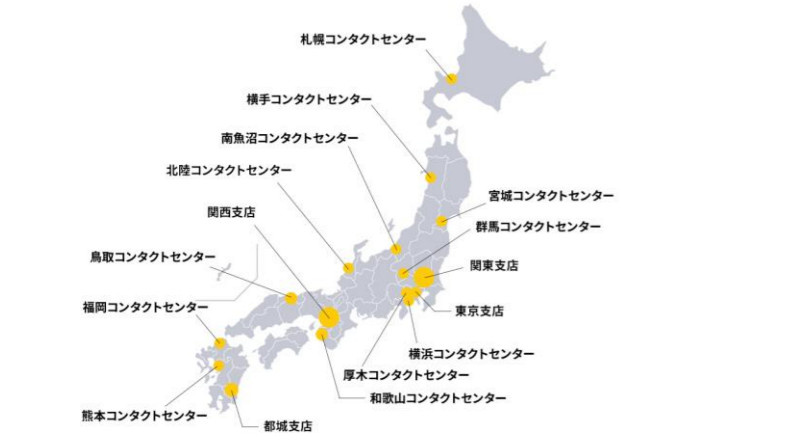 札幌コンタクトセンター
横手コンタクトセンター
南魚沼コンタクトセンター
北陸コンタクトセンター
宮城コンタクトセンター
関西支店
群馬コンタクトセンター
鳥取コンタクトセンター
関東支店
福岡コンタクトセンター
東京支店
横浜コンタクトセンター
厚木コンタクトセンター
和歌山コンタクトセンター
熊本コンタクトセンター
都城支店